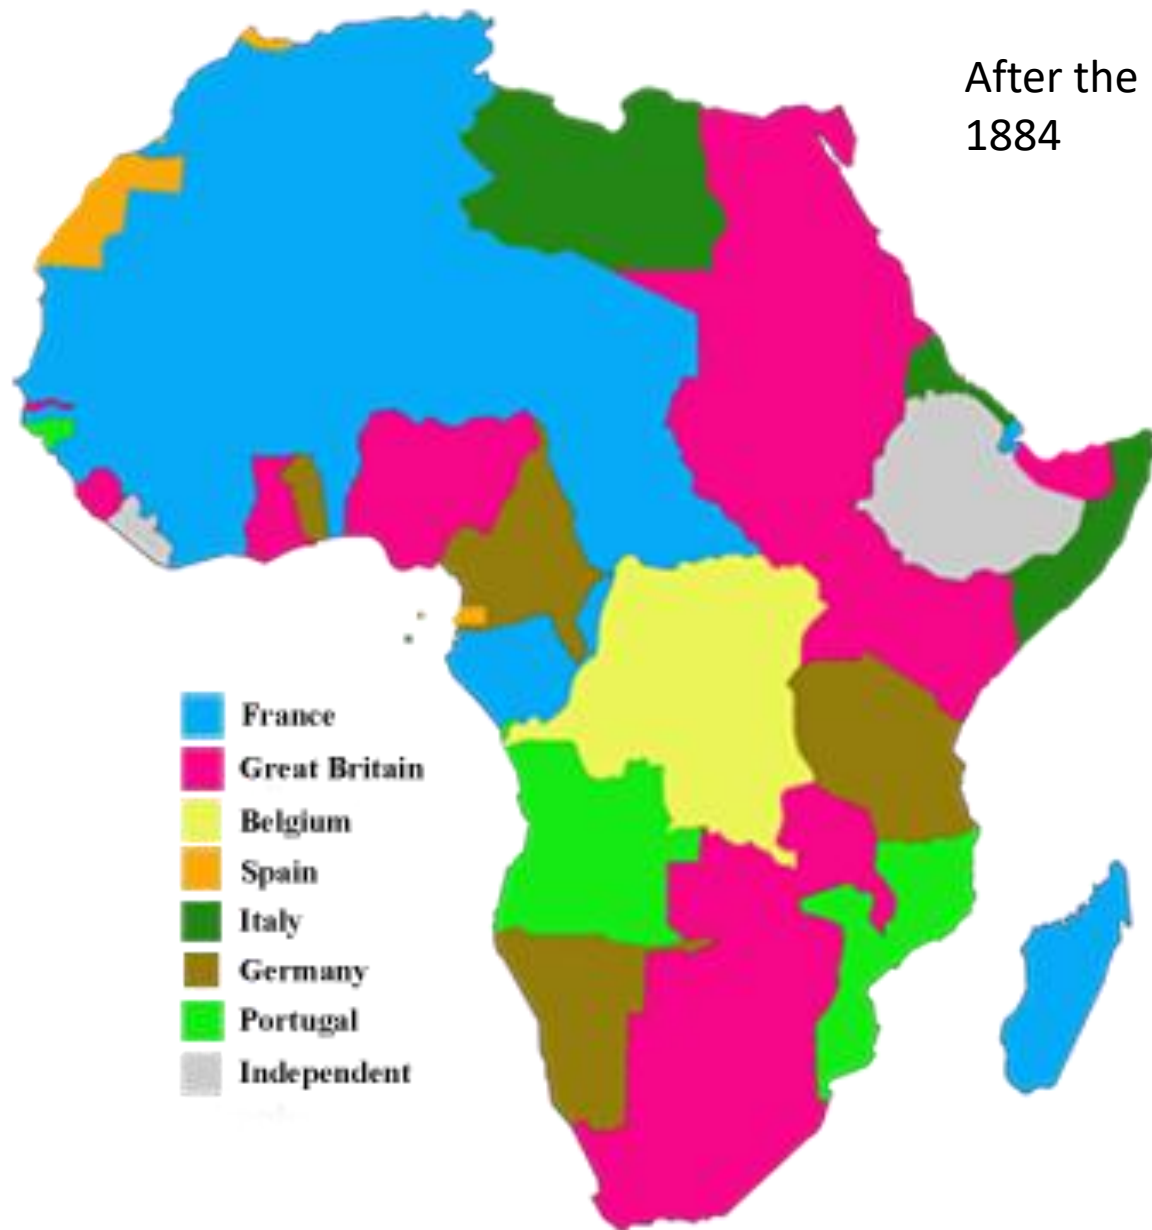 After the
1884
France
Great Britain
Belgium
Spain
Italy
Germany
Portugal
Independent